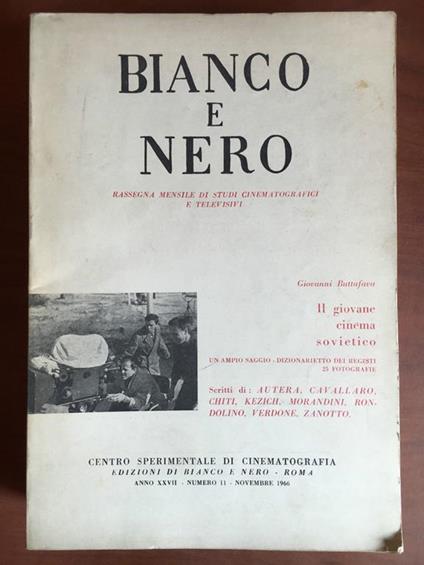 BIANCO
E
NERO
RASSEGNA MENSILE DI STUDI CINEMATOGRAFICI
E TELEVISIVI
Giovanni Buttafava
Il giovane
cinema
sovietico
UN AMPIO SAGGIO - DIZIONARIETTO DEI REGISTI
25 FOTOGRAFIE
Scritti di: AUTERA, CAVALLARO,
CHITI, KEZICH, MORANDINI, RON-
DOLINO, VERDONE, ZANOTTO.
CENTRO SPERIMENTALE DI CINEMATOGRAFIA
EDIZIONI DI BIANCO E NERO - ROMA
ANNO XXVII - NUMERO 11 - NOVEMBRE 1966